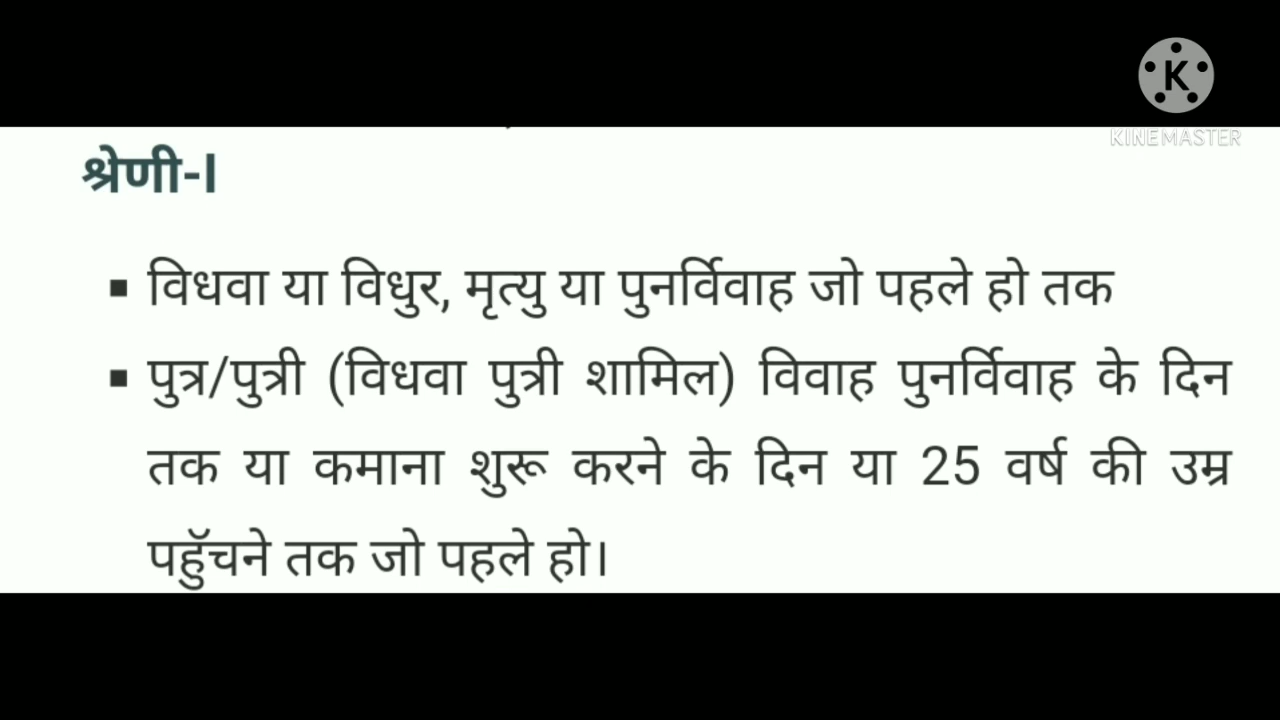 K
KINEMASTER
श्रेणी-I
▪ विधवा या विधुर, मृत्यु या पुनर्विवाह जो पहले हो तक
▪ पुत्र/पुत्री (विधवा पुत्री शामिल) विवाह पुनर्विवाह के दिन
तक या कमाना शुरू करने के दिन या 25 वर्ष की उम्र
पहुॅचने तक जो पहले हो।